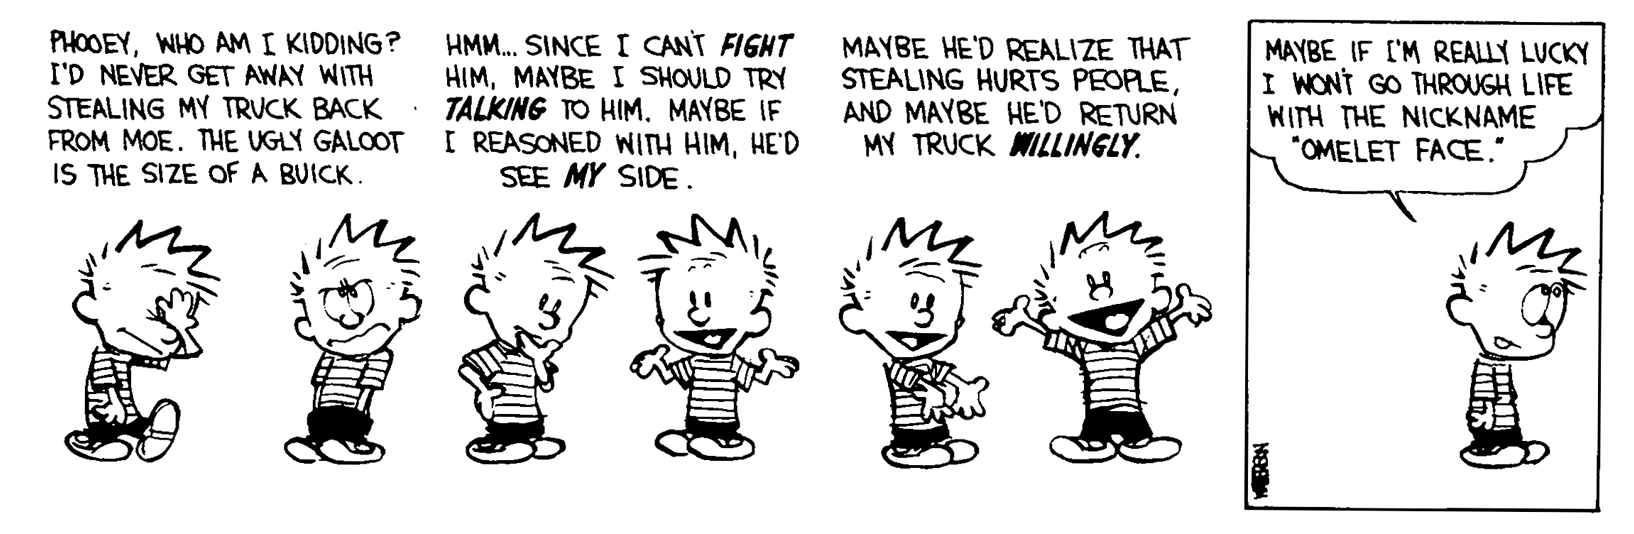 PHOOEY, WHO AM I KIDDING?
I'D NEVER GET AWAY WITH
STEALING MY TRUCK BACK
FROM MOE. THE UGLY GALOOT
IS THE SIZE OF A BUICK.
HMM... SINCE I CAN'T FIGHT
HIM, MAYBE I SHOULD TRY
TALKING TO HIM. MAYBE IF
I REASONED WITH HIM, HE'D
SEE MY SIDE.
MAYBE HE'D REALIZE THAT
STEALING HURTS PEOPLE,
AND MAYBE HE'D RETURN
MY TRUCK WILLINGLY.
MAYBE IF I'M REALLY LUCKY
I WON'T GO THROUGH LIFE
WITH THE NICKNAME
"OMELET FACE."
WATTERSON